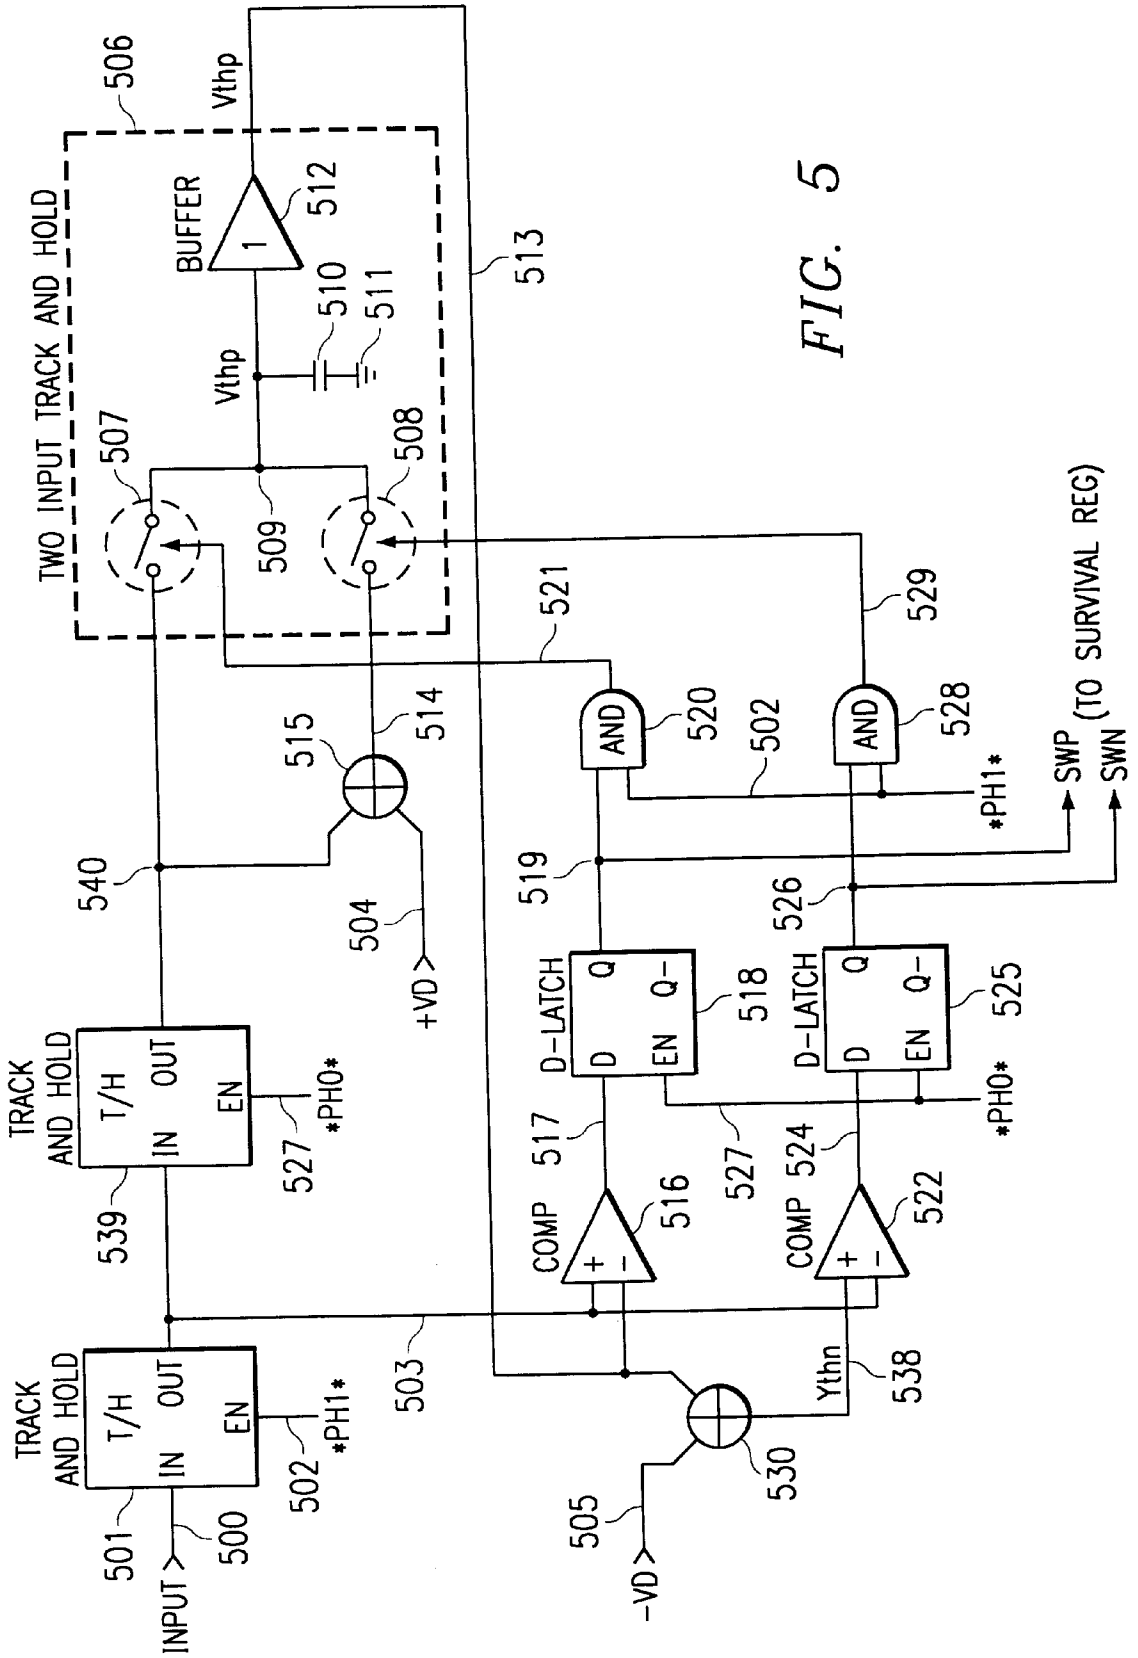 TWO INPUT TRACK AND HOLD
506
507
BUFFER
Vthp
Vthp
1
512
510
511
509
508
513
TRACK
AND HOLD
T/H
IN
OUT
EN
501
INPUT
500
502
*PH1*
TRACK
AND HOLD
T/H
IN
OUT
EN
539
527
*PH0*
540
515
514
504
+VD
503
521
COMP
+
−
516
517
D-LATCH
D
Q
EN
Q-
518
519
AND
520
502
529
505
-VD
530
Ythn
538
COMP
+
−
522
524
527
D-LATCH
D
Q
EN
Q-
525
*PH0*
526
AND
528
*PH1*
SWP
SWN
(TO SURVIVAL REG)
FIG. 5